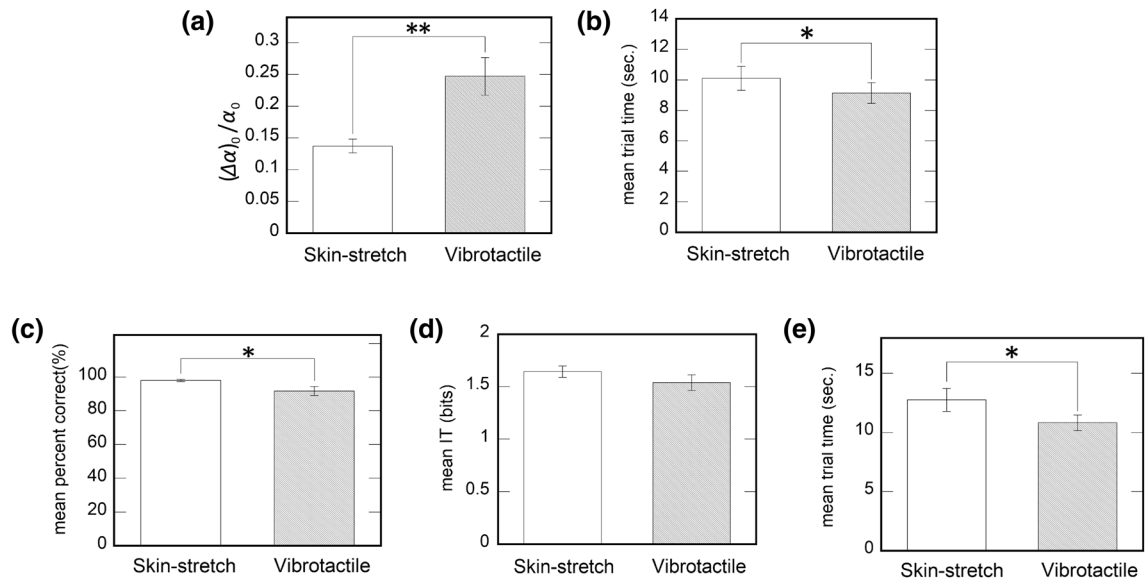 (a)
**
0.3
0.25
0.2
0.15
0.1
0.05
0
(Δα)₀/α₀
Skin-stretch
Vibrotactile
(b)
*
14
12
10
8
6
4
2
0
mean trial time (sec.)
Skin-stretch
Vibrotactile
(c)
*
100
80
60
40
20
0
mean percent correct(%)
Skin-stretch
Vibrotactile
(d)
2
1.5
1
0.5
0
mean IT (bits)
Skin-stretch
Vibrotactile
(e)
*
15
10
5
0
mean trial time (sec.)
Skin-stretch
Vibrotactile